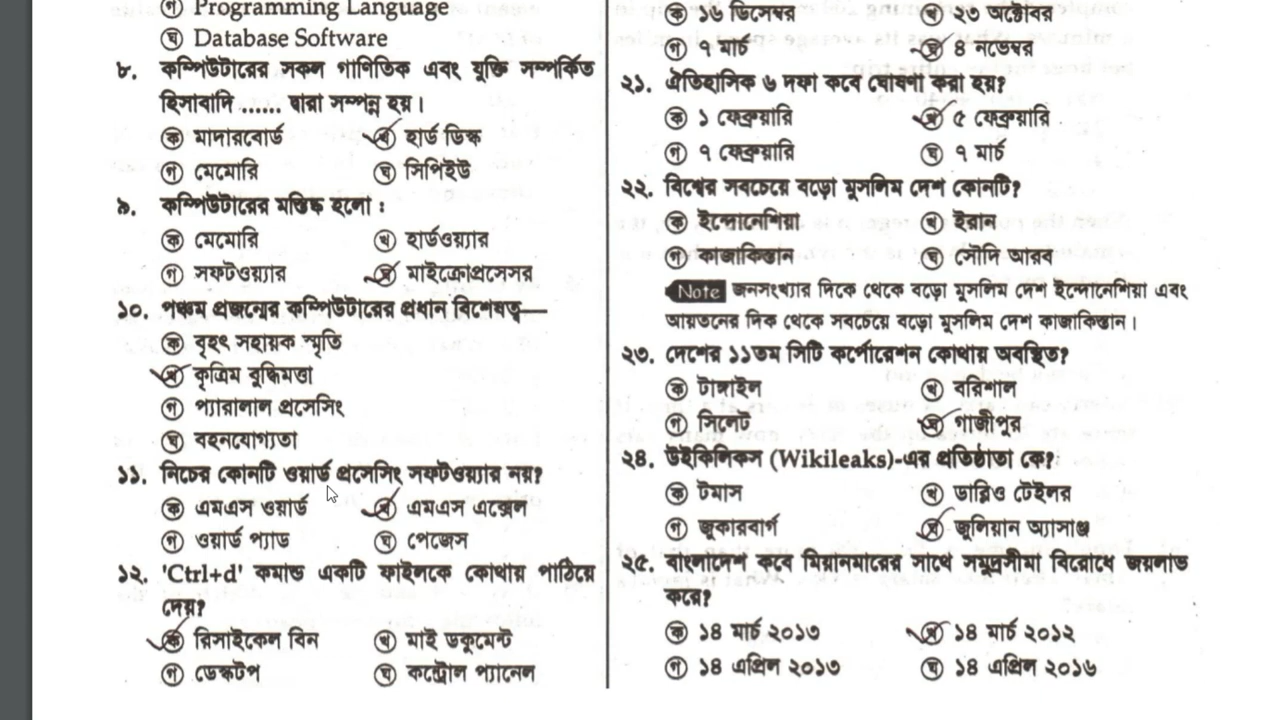 গ Programming Language
ঘ Database Software
৮. কম্পিউটারের সকল গাণিতিক এবং যুক্তি সম্পর্কিত
হিসাবাদি ...... দ্বারা সম্পন্ন হয়।
ক মাদারবোর্ড খ হার্ড ডিস্ক
গ মেমোরি ঘ সিপিইউ
৯. কম্পিউটারের মস্তিষ্ক হলো :
ক মেমোরি খ হার্ডওয়্যার
গ সফটওয়্যার ঘ মাইক্রোপ্রসেসর
১০. পঞ্চম প্রজন্মের কম্পিউটারের প্রধান বিশেষত্ব—
ক বৃহৎ সহায়ক স্মৃতি
খ কৃত্রিম বুদ্ধিমত্তা
গ প্যারালাল প্রসেসিং
ঘ বহনযোগ্যতা
১১. নিচের কোনটি ওয়ার্ড প্রসেসিং সফটওয়্যার নয়?
ক এমএস ওয়ার্ড খ এমএস এক্সেল
গ ওয়ার্ড প্যাড ঘ পেজেস
১২. 'Ctrl+d' কমান্ড একটি ফাইলকে কোথায় পাঠিয়ে
দেয়?
ক রিসাইকেল বিন খ মাই ডকুমেন্ট
গ ডেস্কটপ ঘ কন্ট্রোল প্যানেল
ক ১৬ ডিসেম্বর খ ২৩ অক্টোবর
গ ৭ মার্চ ঘ ৪ নভেম্বর
২১. ঐতিহাসিক ৬ দফা কবে ঘোষণা করা হয়?
ক ১ ফেব্রুয়ারি খ ৫ ফেব্রুয়ারি
গ ৭ ফেব্রুয়ারি ঘ ৭ মার্চ
২২. বিশ্বের সবচেয়ে বড়ো মুসলিম দেশ কোনটি?
ক ইন্দোনেশিয়া খ ইরান
গ কাজাকিস্তান ঘ সৌদি আরব
Note জনসংখ্যার দিকে থেকে বড়ো মুসলিম দেশ ইন্দোনেশিয়া এবং
আয়তনের দিক থেকে সবচেয়ে বড়ো মুসলিম দেশ কাজাকিস্তান।
২৩. দেশের ১১তম সিটি কর্পোরেশন কোথায় অবস্থিত?
ক টাঙ্গাইল খ বরিশাল
গ সিলেট ঘ গাজীপুর
২৪. উইকিলিকস (Wikileaks)-এর প্রতিষ্ঠাতা কে?
ক টমাস খ ডাব্লিও টেইলর
গ জুকারবার্গ ঘ জুলিয়ান অ্যাসাঞ্জ
২৫. বাংলাদেশ কবে মিয়ানমারের সাথে সমুদ্রসীমা বিরোধে জয়লাভ
করে?
ক ১৪ মার্চ ২০১৩ খ ১৪ মার্চ ২০১২
গ ১৪ এপ্রিল ২০১৩ ঘ ১৪ এপ্রিল ২০১৬